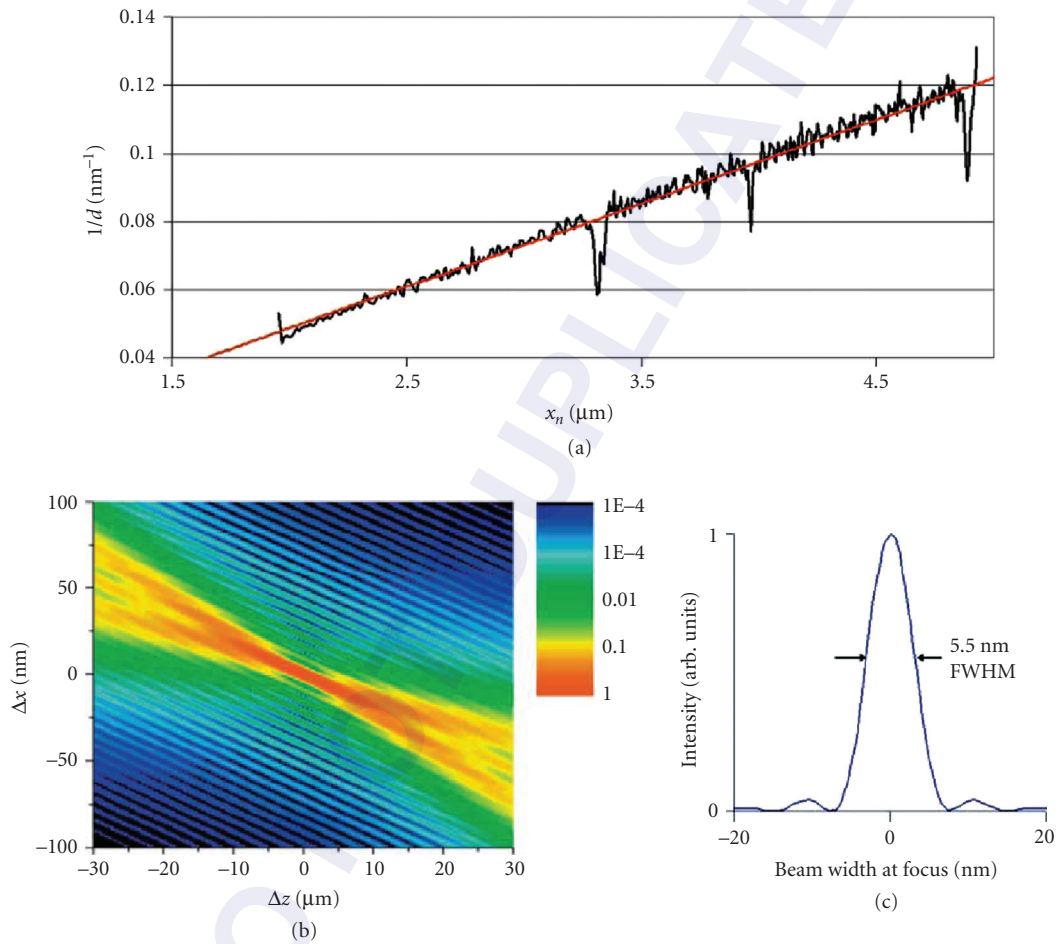 0.14
0.12
0.1
0.08
0.06
0.04
1/d (nm⁻¹)
1.5 2.5 3.5 4.5
xₙ (μm)
(a)
100
50
0
−50
−100
Δx (nm)
−30 −20 −10 0 10 20 30
Δz (μm)
(b)
1E−4
1E−4
0.01
0.1
1
1
0
Intensity (arb. units)
5.5 nm
FWHM
−20 0 20
Beam width at focus (nm)
(c)